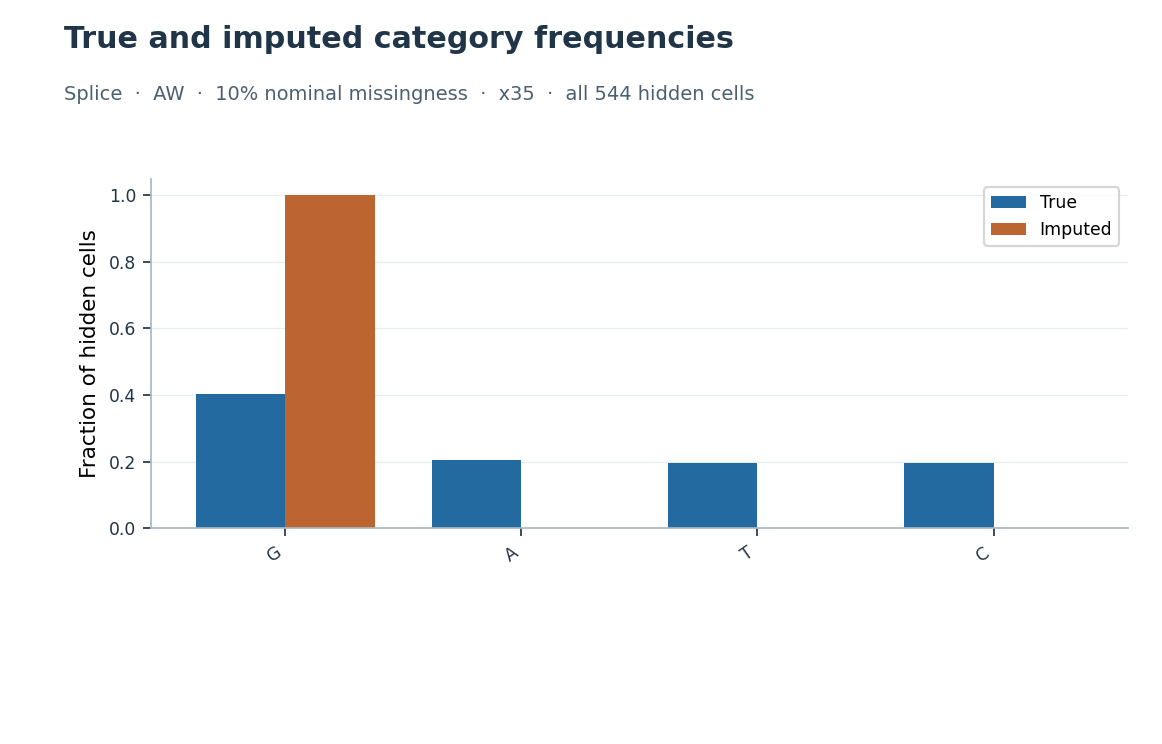 True and imputed category frequencies
Splice · AW · 10% nominal missingness · x35 · all 544 hidden cells
Fraction of hidden cells
1.0
0.8
0.6
0.4
0.2
0.0
True
Imputed
G
A
T
C